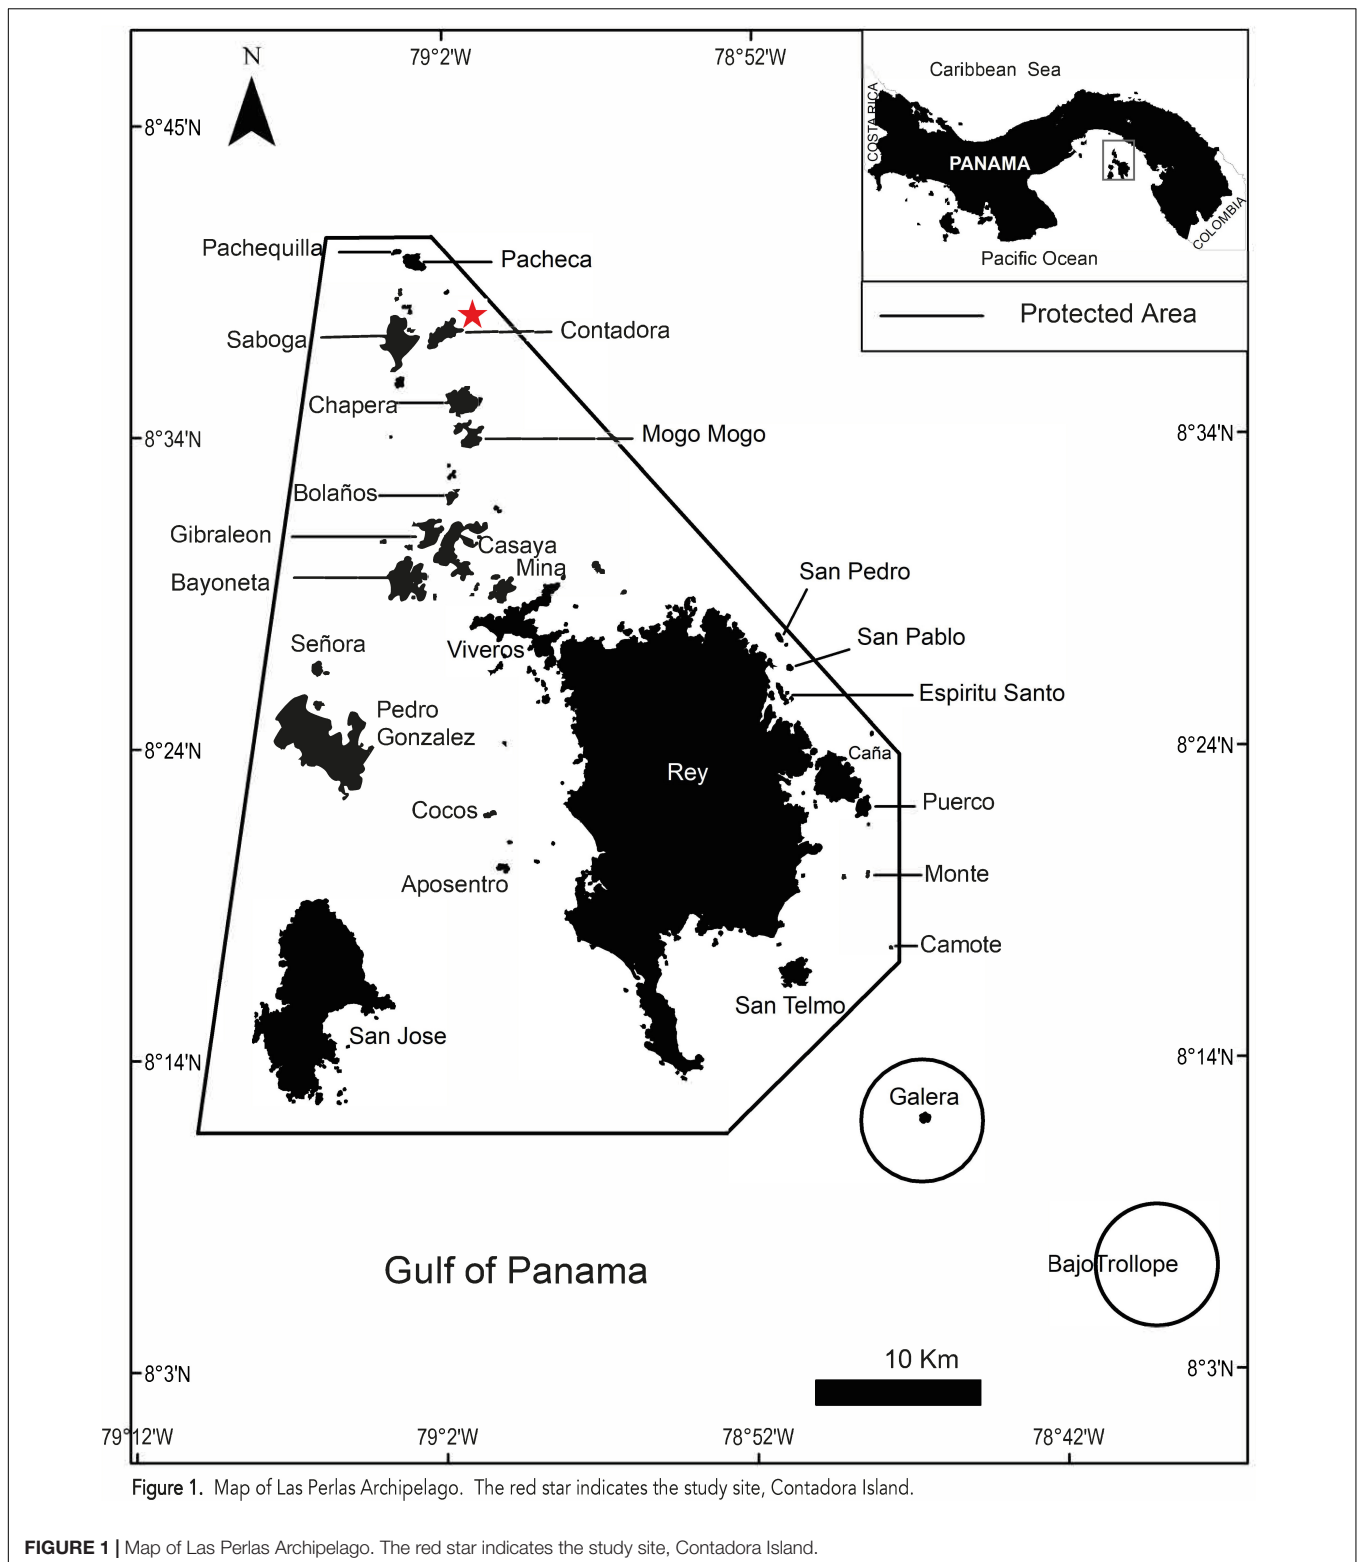 N
79°2'W
78°52'W
Caribbean Sea
COSTA RICA
PANAMA
COLOMBIA
Pacific Ocean
Protected Area
8°45'N
Pachequilla
Pacheca
Saboga
Contadora
Chapera
Mogo Mogo
8°34'N
8°34'N
Bolaños
Gibraleon
Casaya
Mina
Bayoneta
San Pedro
San Pablo
Señora
Viveros
Espiritu Santo
Pedro
Gonzalez
8°24'N
Caña
8°24'N
Rey
Cocos
Puerco
Aposentro
Monte
Camote
San Telmo
San Jose
8°14'N
8°14'N
Galera
Gulf of Panama
BajoTrollope
10 Km
8°3'N
8°3'N
79°12'W
79°2'W
78°52'W
78°42'W
Figure 1. Map of Las Perlas Archipelago. The red star indicates the study site, Contadora Island.
FIGURE 1 | Map of Las Perlas Archipelago. The red star indicates the study site, Contadora Island.